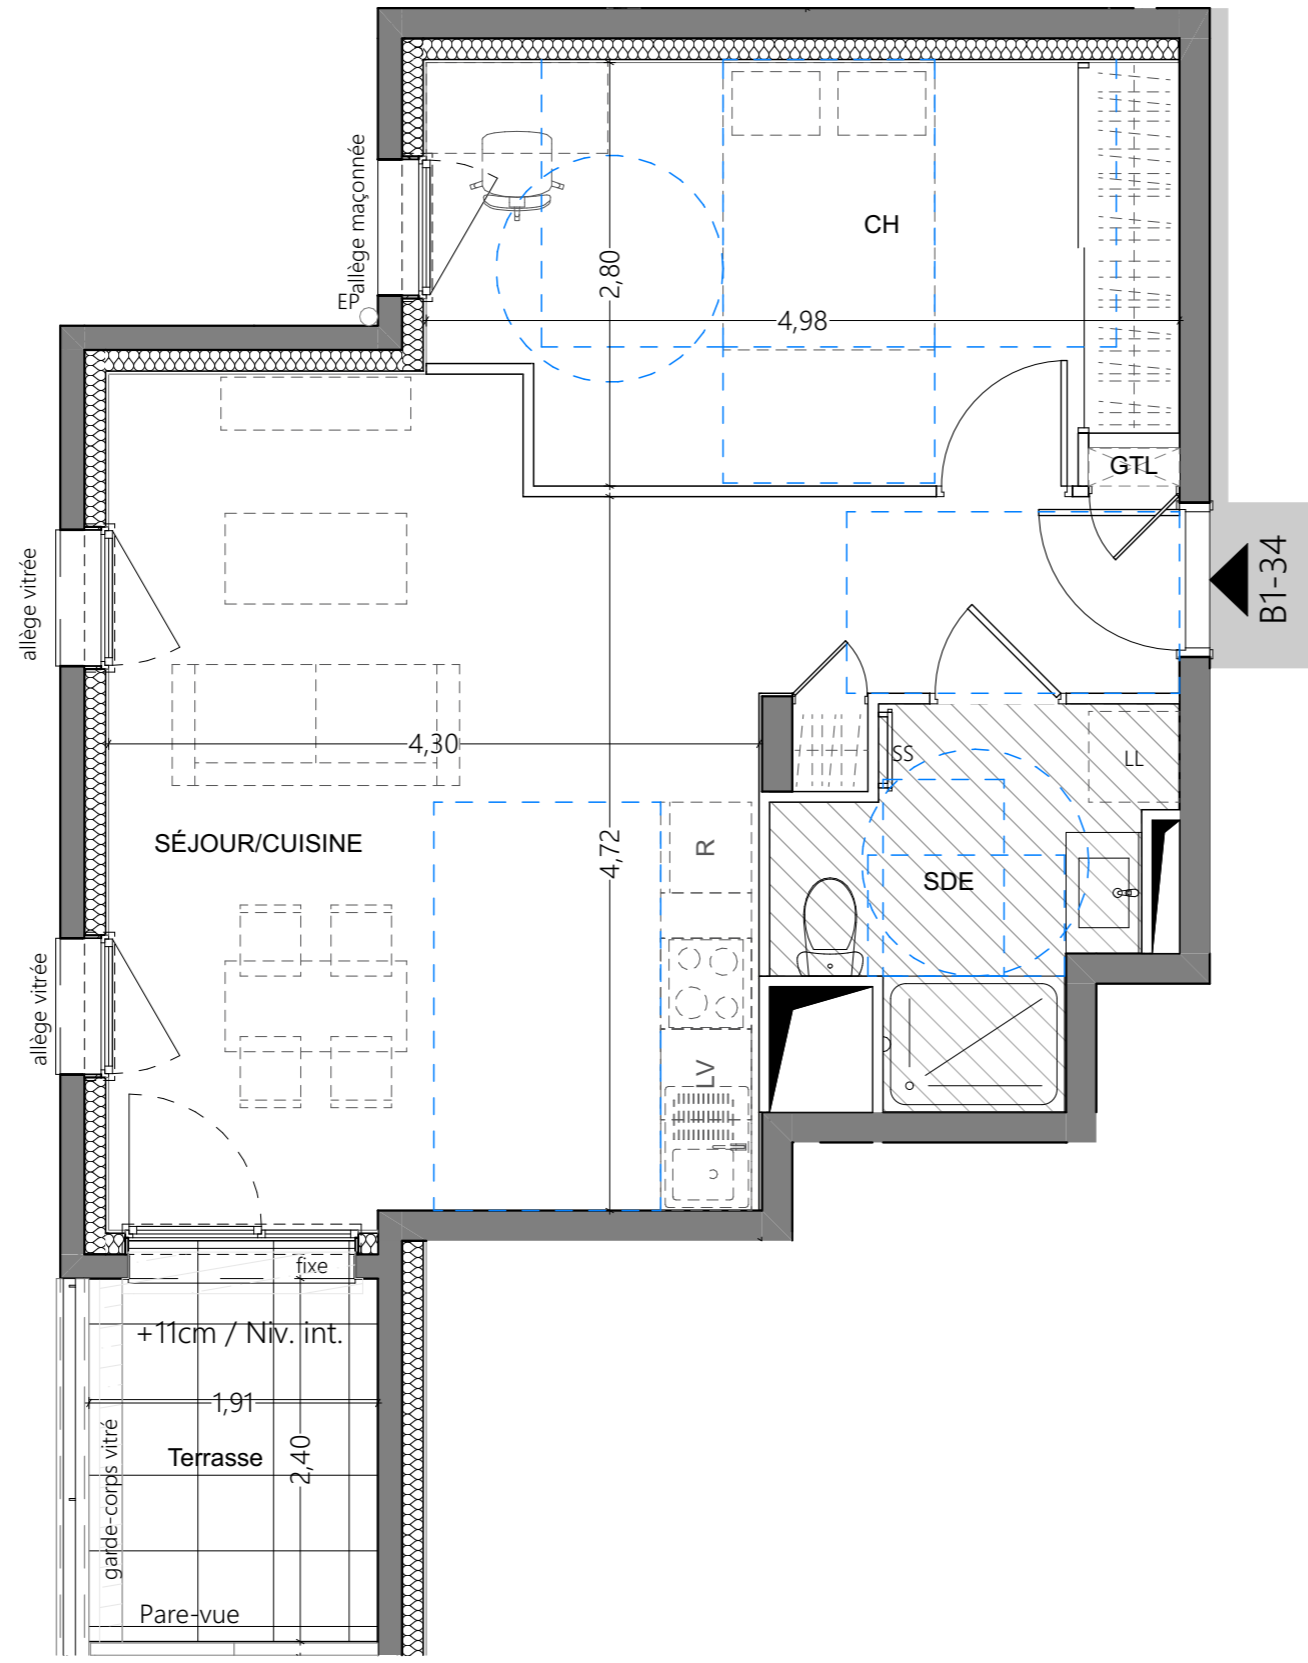 allège maçonnée
CH
2,80
EP
4,98
GTL
B1-34
allège vitrée
4,30
SS
LL
SÉJOUR/CUISINE
4,72
R
SDE
allège vitrée
LV
fixe
+11cm / Niv. int.
1,91
Terrasse
2,40
garde-corps vitré
Pare-vue